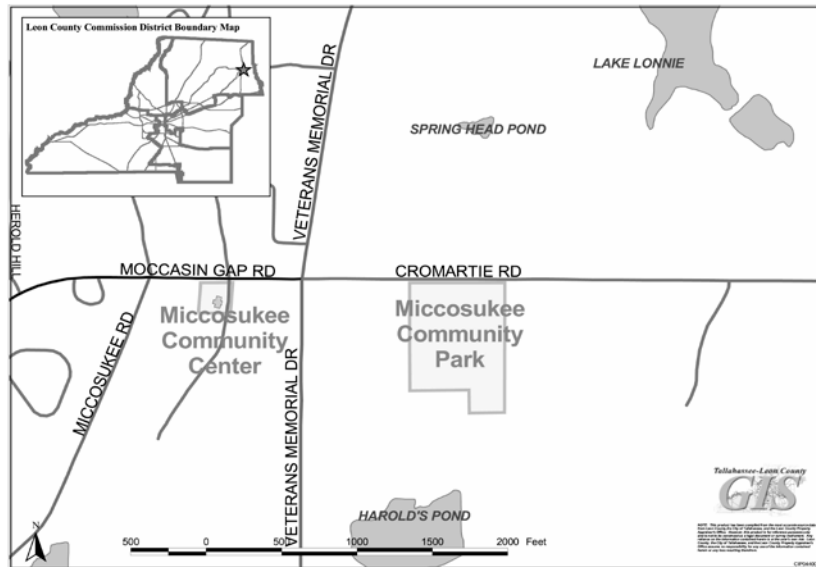 Leon County Commission District Boundary Map
VETERANS MEMORIAL DR
LAKE LONNIE
SPRING HEAD POND
HEROLD HILL
MOCCASIN GAP RD
CROMARTIE RD
Miccosukee
Community
Center
Miccosukee
Community
Park
MICCOSUKEE RD
VETERANS MEMORIAL DR
HAROLD'S POND
Tallahassee-Leon County
GIS
N
500 0 500 1000 1500 2000 Feet